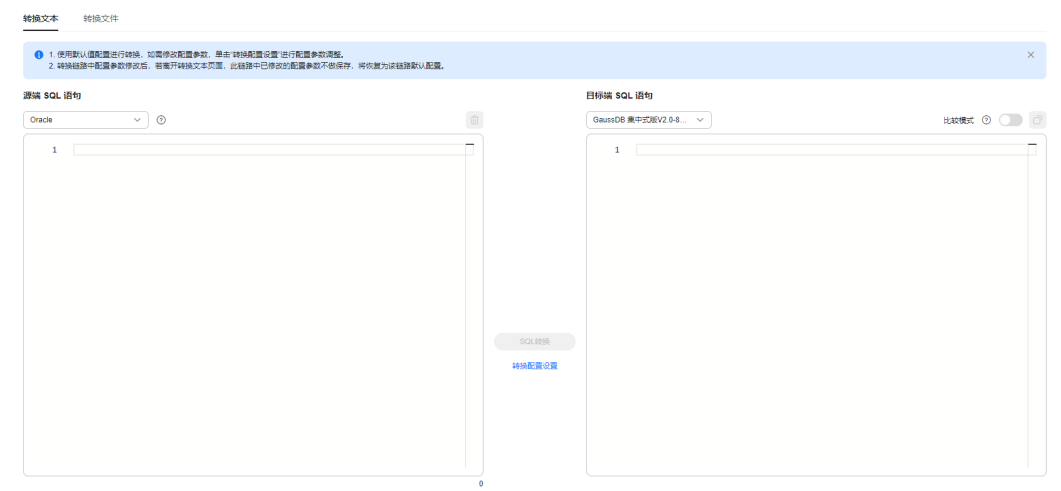 转换文本 转换文件
1. 使用默认值配置进行转换，如需修改配置参数，单击“转换配置设置”进行配置参数调整。
2. 转换链路中配置参数修改后，若离开转换文本页面，此链路中已修改的配置参数不做保存，将恢复为该链路默认配置。
源端 SQL 语句 目标端 SQL 语句
Oracle GaussDB 集中式版V2.0-8... 比较模式
1 1
SQL转换
转换配置设置
0